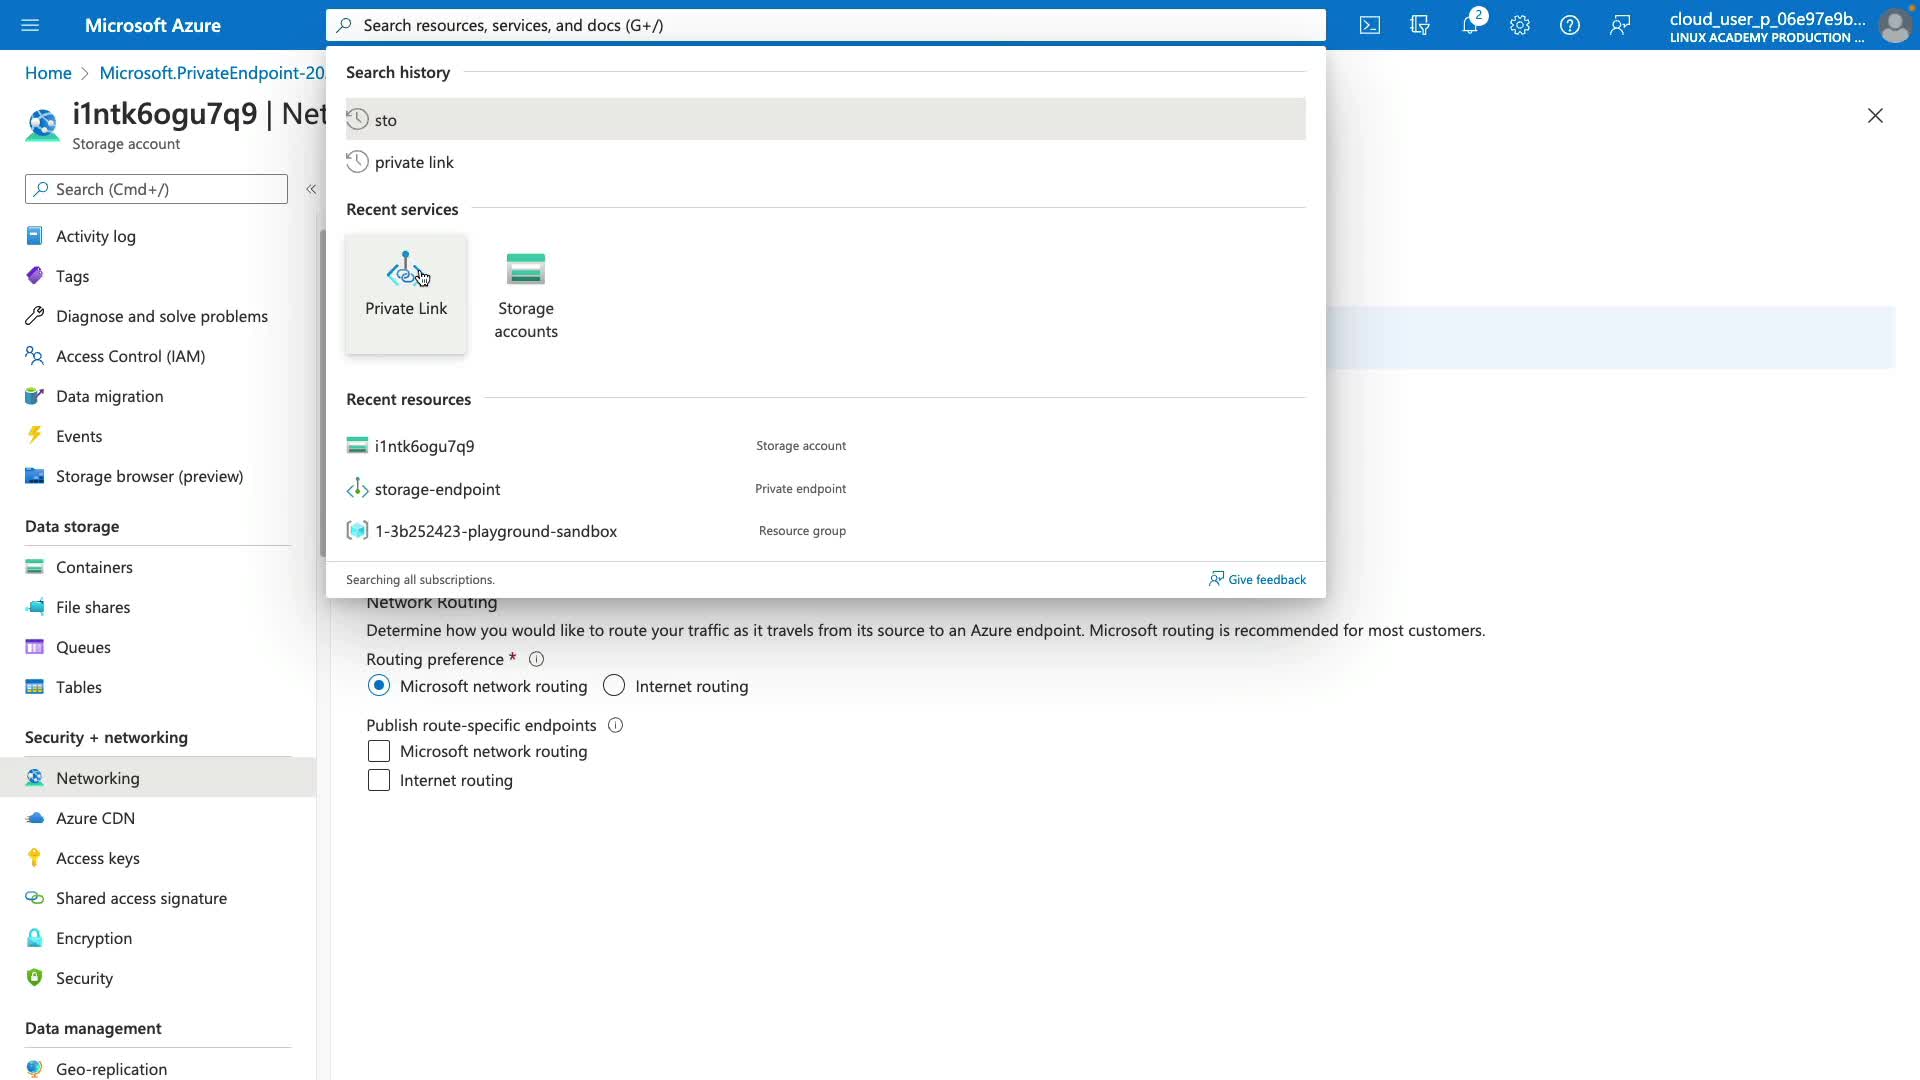 Microsoft Azure
Search resources, services, and docs (G+/)
2
cloud_user_p_06e97e9b...
LINUX ACADEMY PRODUCTION ...
Home
Microsoft.PrivateEndpoint-20
i1ntk6ogu7q9 | Net
Storage account
Search (Cmd+/)
«
Activity log
Tags
Diagnose and solve problems
Access Control (IAM)
Data migration
Events
Storage browser (preview)
Data storage
Containers
File shares
Queues
Tables
Security + networking
Networking
Azure CDN
Access keys
Shared access signature
Encryption
Security
Data management
Geo-replication
Search history
sto
private link
Recent services
Private Link
Storage
accounts
Recent resources
i1ntk6ogu7q9 Storage account
storage-endpoint Private endpoint
1-3b252423-playground-sandbox Resource group
Searching all subscriptions.
Give feedback
Network Routing
Determine how you would like to route your traffic as it travels from its source to an Azure endpoint. Microsoft routing is recommended for most customers.
Routing preference *
Microsoft network routing Internet routing
Publish route-specific endpoints
Microsoft network routing
Internet routing